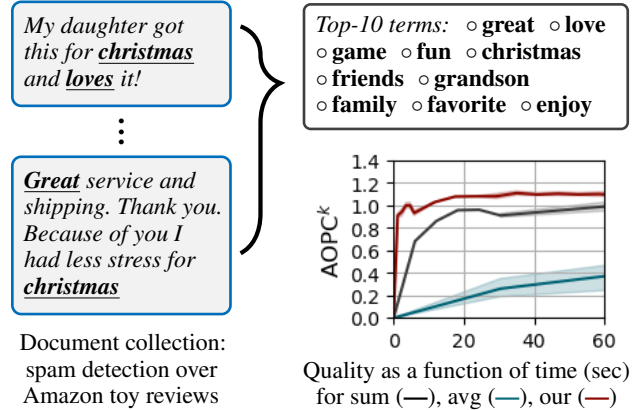 My daughter got
this for christmas
and loves it!
Great service and
shipping. Thank you.
Because of you I
had less stress for
christmas
Document collection:
spam detection over
Amazon toy reviews
Top-10 terms: ○ great ○ love
○ game ○ fun ○ christmas
○ friends ○ grandson
○ family ○ favorite ○ enjoy
1.4
1.2
1.0
0.8
0.6
0.4
0.2
0.0
AOPC^k
0 20 40 60
Quality as a function of time (sec)
for sum (—), avg (—), our (—)